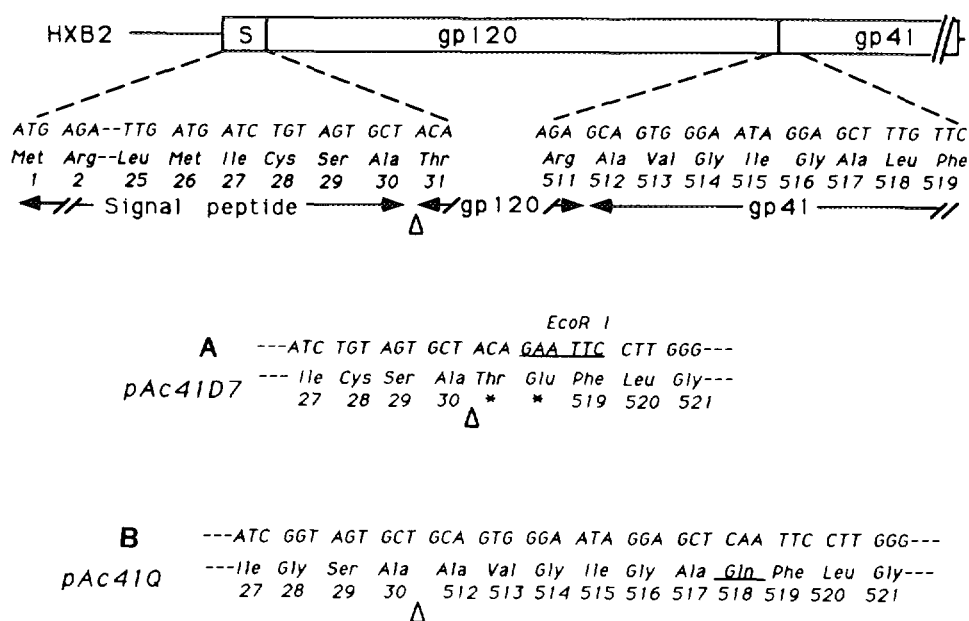 HXB2 S gp120 gp41
ATG AGA--TTG ATG ATC TGT AGT GCT ACA AGA GCA GTG GGA ATA GGA GCT TTG TTC
Met Arg--Leu Met Ile Cys Ser Ala Thr Arg Ala Val Gly Ile Gly Ala Leu Phe
1 2 25 26 27 28 29 30 31 511 512 513 514 515 516 517 518 519
Signal peptide gp120 gp41
EcoR I
A ---ATC TGT AGT GCT ACA GAA TTC CTT GGG---
pAc41D7 ---Ile Cys Ser Ala Thr Glu Phe Leu Gly---
27 28 29 30 * * 519 520 521
B ---ATC GGT AGT GCT GCA GTG GGA ATA GGA GCT CAA TTC CTT GGG---
pAc41Q ---Ile Gly Ser Ala Ala Val Gly Ile Gly Ala Gln Phe Leu Gly---
27 28 29 30 512 513 514 515 516 517 518 519 520 521